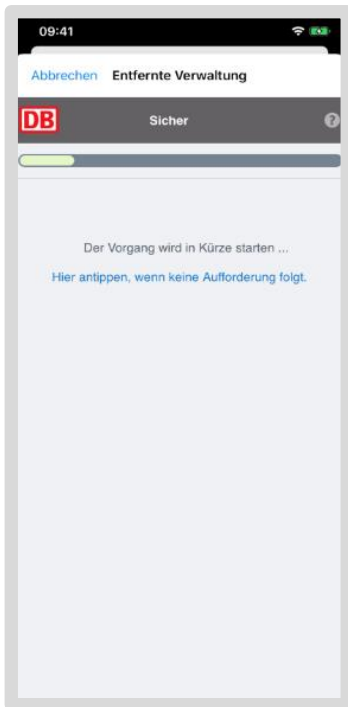 09:41
Abbrechen Entfernte Verwaltung
DB Sicher ?
Der Vorgang wird in Kürze starten ...
Hier antippen, wenn keine Aufforderung folgt.